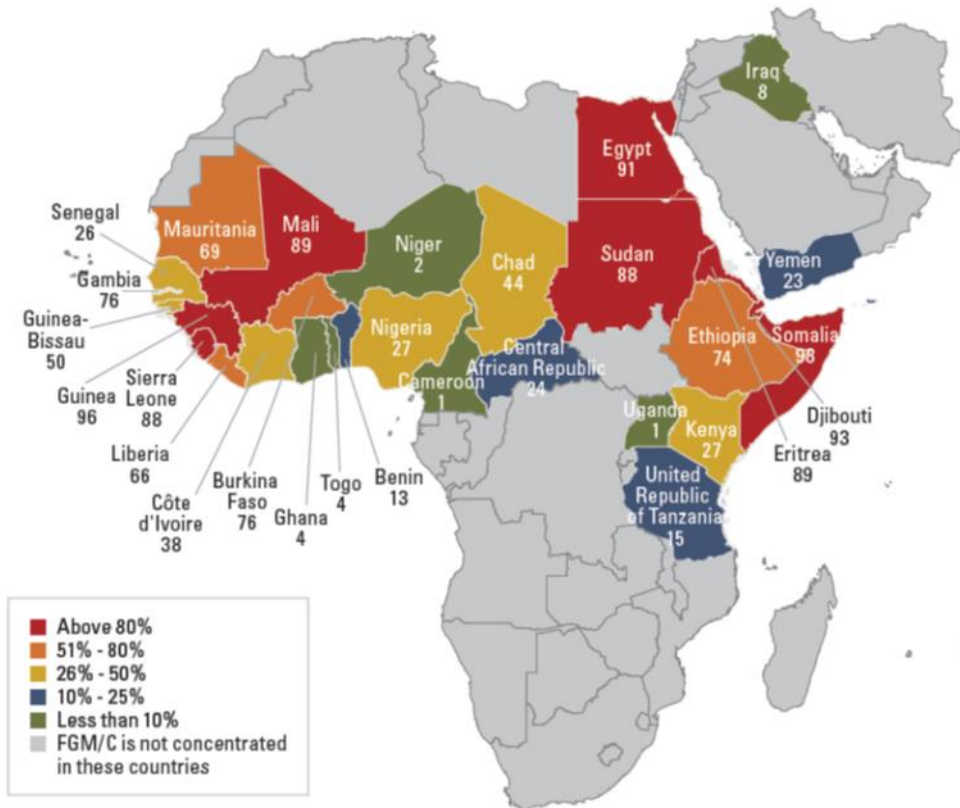 Iraq
8
Egypt
91
Senegal
26
Mauritania
69
Mali
89
Niger
2
Chad
44
Sudan
88
Yemen
23
Gambia
76
Guinea-
Bissau
50
Nigeria
27
Ethiopia
74
Somalia
98
Central
African Republic
24
Cameroon
1
Guinea
96
Sierra
Leone
88
Uganda
1
Kenya
27
Djibouti
93
Eritrea
89
Liberia
66
Côte
d'Ivoire
38
Burkina
Faso
76
Ghana
4
Togo
4
Benin
13
United
Republic
of Tanzania
15
Above 80%
51% - 80%
26% - 50%
10% - 25%
Less than 10%
FGM/C is not concentrated
in these countries